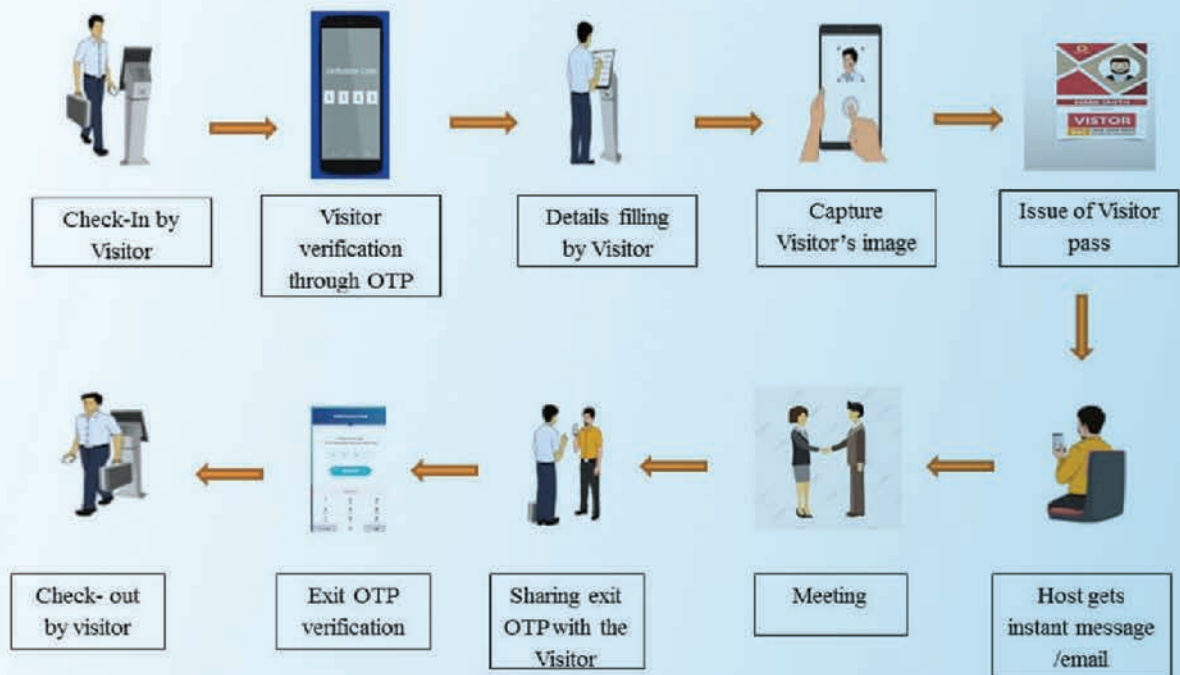 Check-In by
Visitor
Visitor
verification
through OTP
Details filling
by Visitor
Capture
Visitor's image
VISTOR
Issue of Visitor
pass
Check- out
by visitor
Exit OTP
verification
Sharing exit
OTP with the
Visitor
Meeting
Host gets
instant message
/email